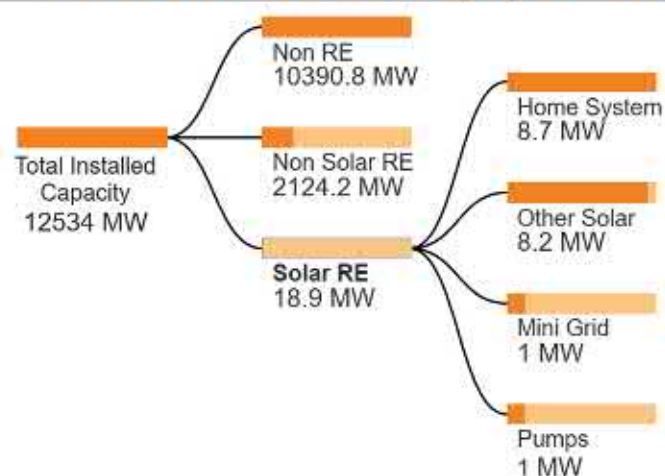 Non RE
10390.8 MW
Total Installed
Capacity
12534 MW
Non Solar RE
2124.2 MW
Solar RE
18.9 MW
Home System
8.7 MW
Other Solar
8.2 MW
Mini Grid
1 MW
Pumps
1 MW